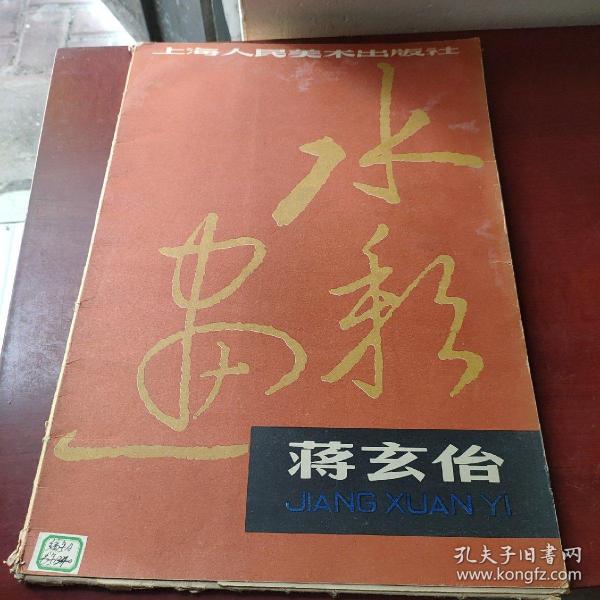 上海人民美术出版社
水彩
画
蒋玄佁
JIANG XUAN YI
孔夫子旧书网
www.kongfz.com